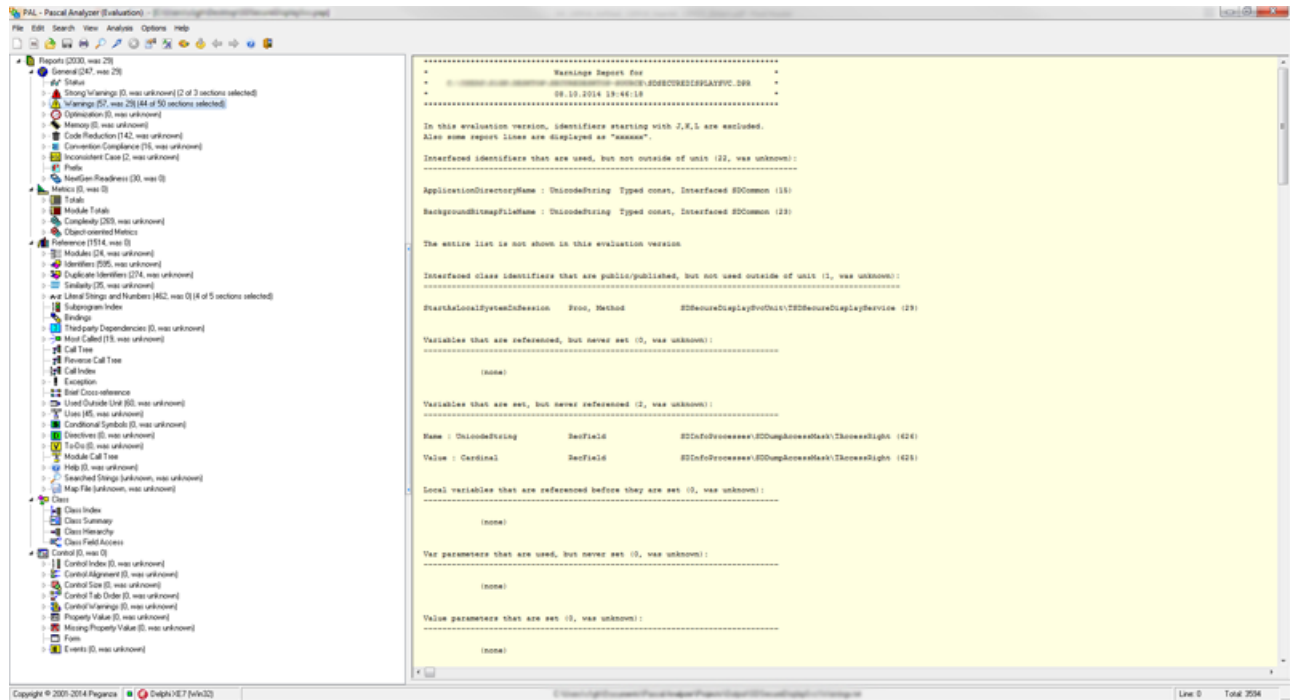 PAL - Pascal Analyzer (Evaluation) -
File Edit Search View Analysis Options Help
Reports (2030, was 29)
General (247, was 29)
Status
Strong Warnings (0, was unknown) (2 of 3 sections selected)
Warnings (57, was 29) (44 of 50 sections selected)
Optimization (0, was unknown)
Memory (0, was unknown)
Code Reduction (142, was unknown)
Convention Compliance (16, was unknown)
Inconsistent Case (2, was unknown)
Prefix
NextGen Readiness (30, was 0)
Metrics (0, was 0)
Totals
Module Totals
Complexity (269, was unknown)
Object-oriented Metrics
Reference (1514, was 0)
Modules (24, was unknown)
Identifiers (595, was unknown)
Duplicate Identifiers (274, was unknown)
Similarity (35, was unknown)
Literal Strings and Numbers (462, was 0) (4 of 5 sections selected)
Subprogram Index
Bindings
Third-party Dependencies (0, was unknown)
Most Called (19, was unknown)
Call Tree
Reverse Call Tree
Call Index
Exception
Brief Cross-reference
Used Outside Unit (60, was unknown)
Uses (45, was unknown)
Conditional Symbols (0, was unknown)
Directives (0, was unknown)
To-Do (0, was unknown)
Module Call Tree
Help (0, was unknown)
Searched Strings (unknown, was unknown)
Map File (unknown, was unknown)
Class
Class Index
Class Summary
Class Hierarchy
Class Field Access
Control (0, was 0)
Control Index (0, was unknown)
Control Alignment (0, was unknown)
Control Size (0, was unknown)
Control Tab Order (0, was unknown)
Control Warnings (0, was unknown)
Property Value (0, was unknown)
Missing Property Value (0, was unknown)
Form
Events (0, was unknown)
Warnings Report for
\SDSECUREDISPLAYSVC.DPR
08.10.2014 19:46:18
In this evaluation version, identifiers starting with J,K,L are excluded.
Also some report lines are displayed as "xxxxxx".
Interfaced identifiers that are used, but not outside of unit (22, was unknown):
ApplicationDirectoryName : UnicodeString Typed const, Interfaced SDCommon (15)
BackgroundBitmapFileName : UnicodeString Typed const, Interfaced SDCommon (23)
The entire list is not shown in this evaluation version
Interfaced class identifiers that are public/published, but not used outside of unit (1, was unknown):
StartAsLocalSystemInSession Proc, Method SDSecureDisplaySvcUnit\TSDSecureDisplayService (29)
Variables that are referenced, but never set (0, was unknown):
(none)
Variables that are set, but never referenced (2, was unknown):
Name : UnicodeString RecField SDInfoProcesses\SDDumpAccessMask\TAccessRight (626)
Value : Cardinal RecField SDInfoProcesses\SDDumpAccessMask\TAccessRight (625)
Local variables that are referenced before they are set (0, was unknown):
(none)
Var parameters that are used, but never set (0, was unknown):
(none)
Value parameters that are set (0, was unknown):
(none)
Copyright © 2001-2014 Peganza
Delphi XE7 (Win32)
Line: 0 Total: 3594